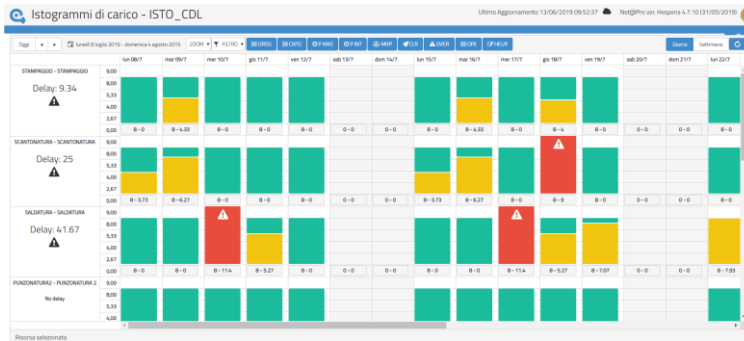 Istogrammi di carico - ISTO_CDL
Ultimo Aggiornamento 13/06/2019 09:52:37 Net@Pro ver. Hesperia 4.7.10 (31/05/2019)
Oggi lunedì 8 luglio 2019 - domenica 4 agosto 2019 ZOOM FILTRO ORDG CNTG P MAG P INT MRP CLR OVER OPE HEUR Giorno Settimana
lun 08/7 mar 09/7 mer 10/7 gio 11/7 ven 12/7 sab 13/7 dom 14/7 lun 15/7 mar 16/7 mer 17/7 gio 18/7 ven 19/7 sab 20/7 dom 21/7 lun 22/7
STAMPAGGIO - STAMPAGGIO
Delay: 9.34
9,00
8,00
5,33
4,00
2,67
0,00 8 - 0 8 - 4.33 8 - 0 8 - 0 8 - 0 0 - 0 0 - 0 8 - 0 8 - 4.33 8 - 0 8 - 4 8 - 0 0 - 0 0 - 0 8 - 0
SCANTONATURA - SCANTONATURA
Delay: 25
9,00
8,00
5,33
4,00
2,67
0,00 8 - 3.73 8 - 6.27 8 - 0 8 - 0 8 - 0 0 - 0 0 - 0 8 - 3.73 8 - 6.27 8 - 0 8 - 9 8 - 0 0 - 0 0 - 0 8 - 0
SALDATURA - SALDATURA
Delay: 41.67
9,00
8,00
5,33
4,00
2,67
0,00 8 - 0 8 - 0 8 - 11.4 8 - 5.27 8 - 0 0 - 0 0 - 0 8 - 0 8 - 0 8 - 11.4 8 - 5.27 8 - 7.07 0 - 0 0 - 0 8 - 7.93
PUNZONATURA2 - PUNZONATURA 2
No delay
9,00
8,00
5,33
4,00
Risorsa selezionata